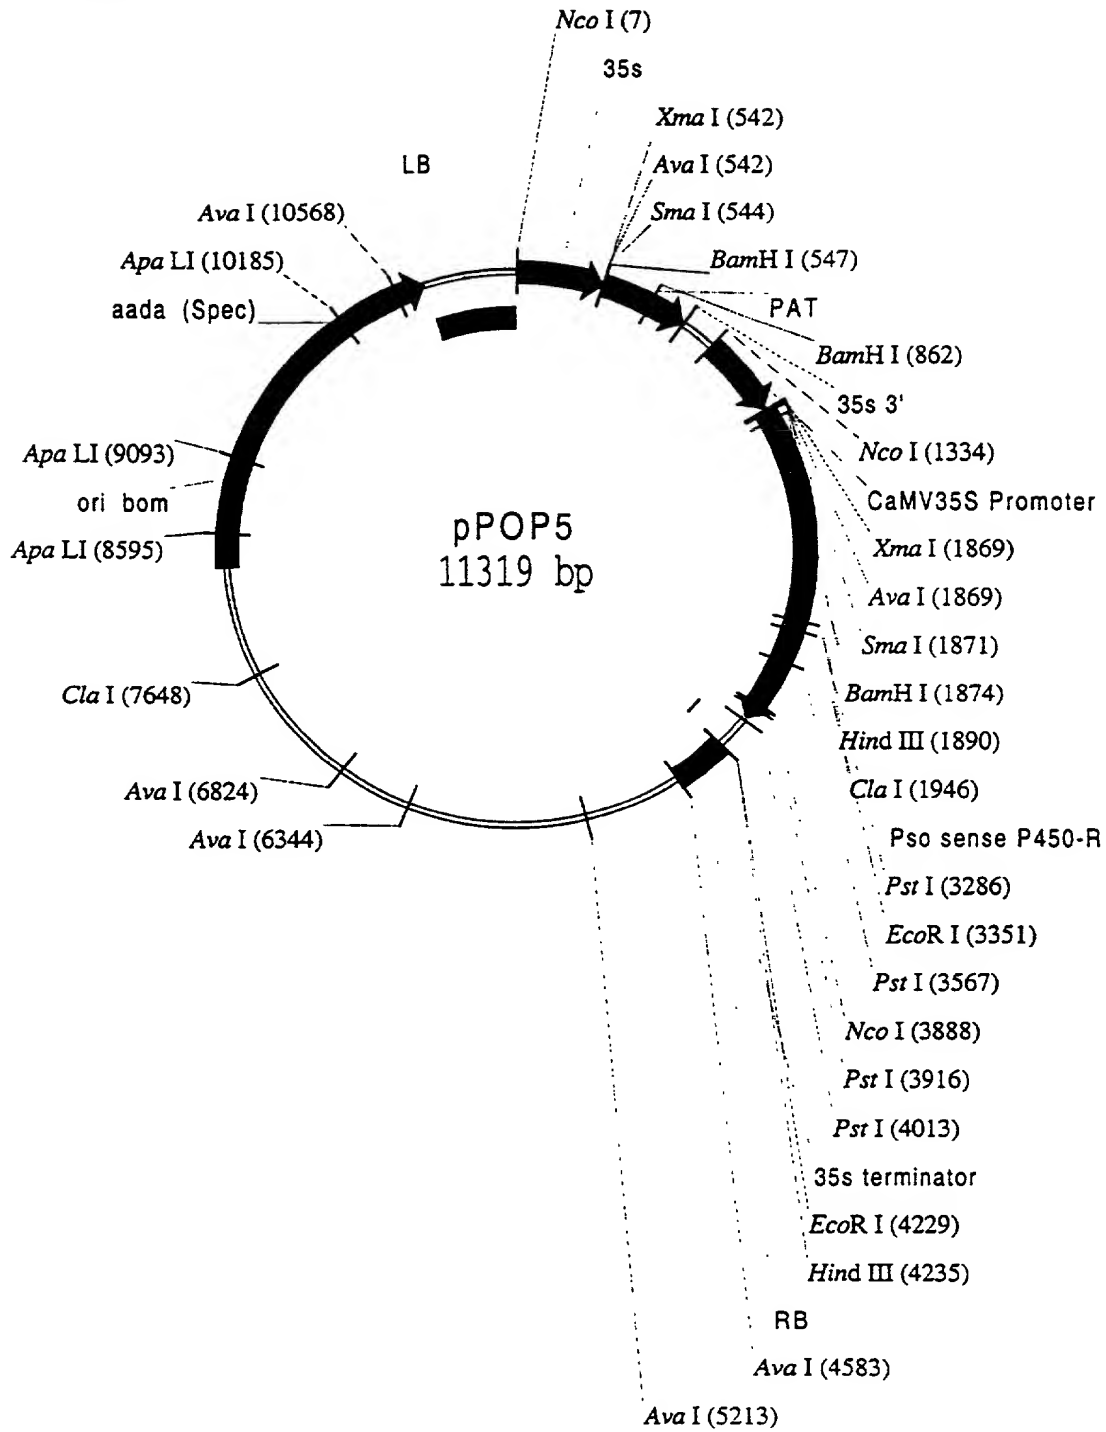 Nco I (7)
35s
Xma I (542)
LB
Ava I (542)
Ava I (10568)
Sma I (544)
Apa LI (10185)
BamH I (547)
aada (Spec)
PAT
BamH I (862)
35s 3'
Apa LI (9093)
Nco I (1334)
ori bom
CaMV35S Promoter
pPOP5
11319 bp
Apa LI (8595)
Xma I (1869)
Ava I (1869)
Sma I (1871)
Cla I (7648)
BamH I (1874)
Hind III (1890)
Ava I (6824)
Cla I (1946)
Ava I (6344)
Pso sense P450-R
Pst I (3286)
EcoR I (3351)
Pst I (3567)
Nco I (3888)
Pst I (3916)
Pst I (4013)
35s terminator
EcoR I (4229)
Hind III (4235)
RB
Ava I (4583)
Ava I (5213)